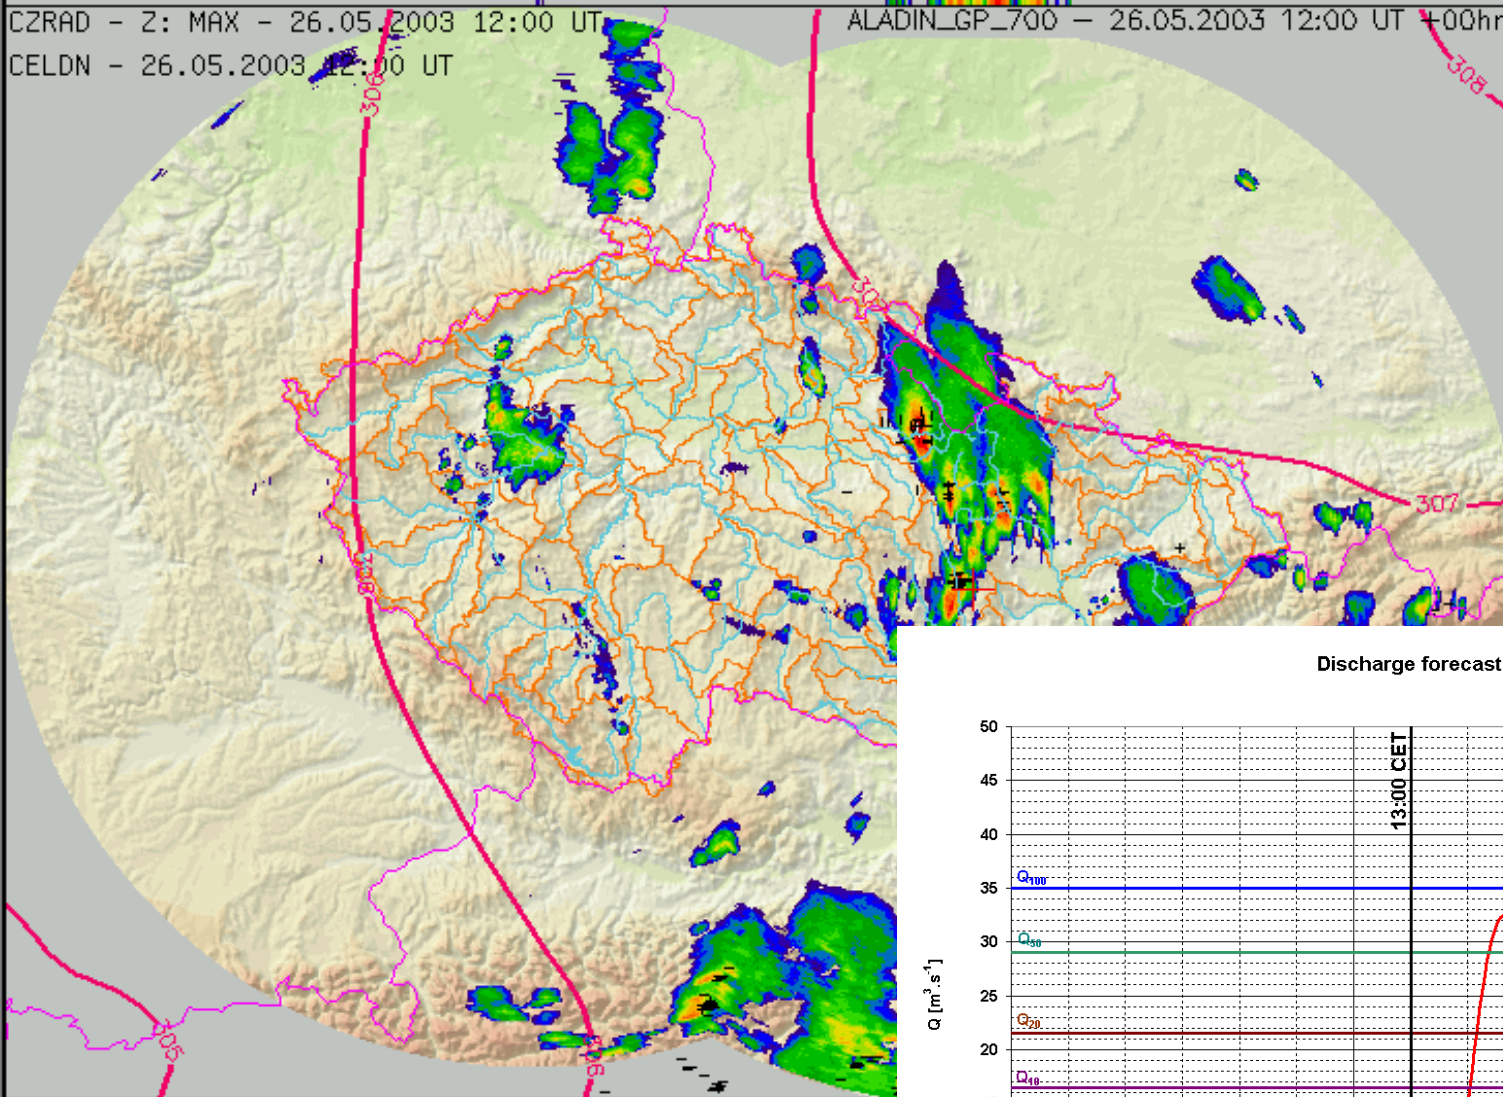 CZRAD - Z: MAX - 26.05.2003 12:00 UT
ALADIN_GP_700 - 26.05.2003 12:00 UT +00hr
CELDN - 26.05.2003 12:00 UT
308
306
307
305
306
Discharge forecast
50
45
40
35
30
25
20
Q [m³.s⁻¹]
13:00 CET
Q100
Q50
Q20
Q10